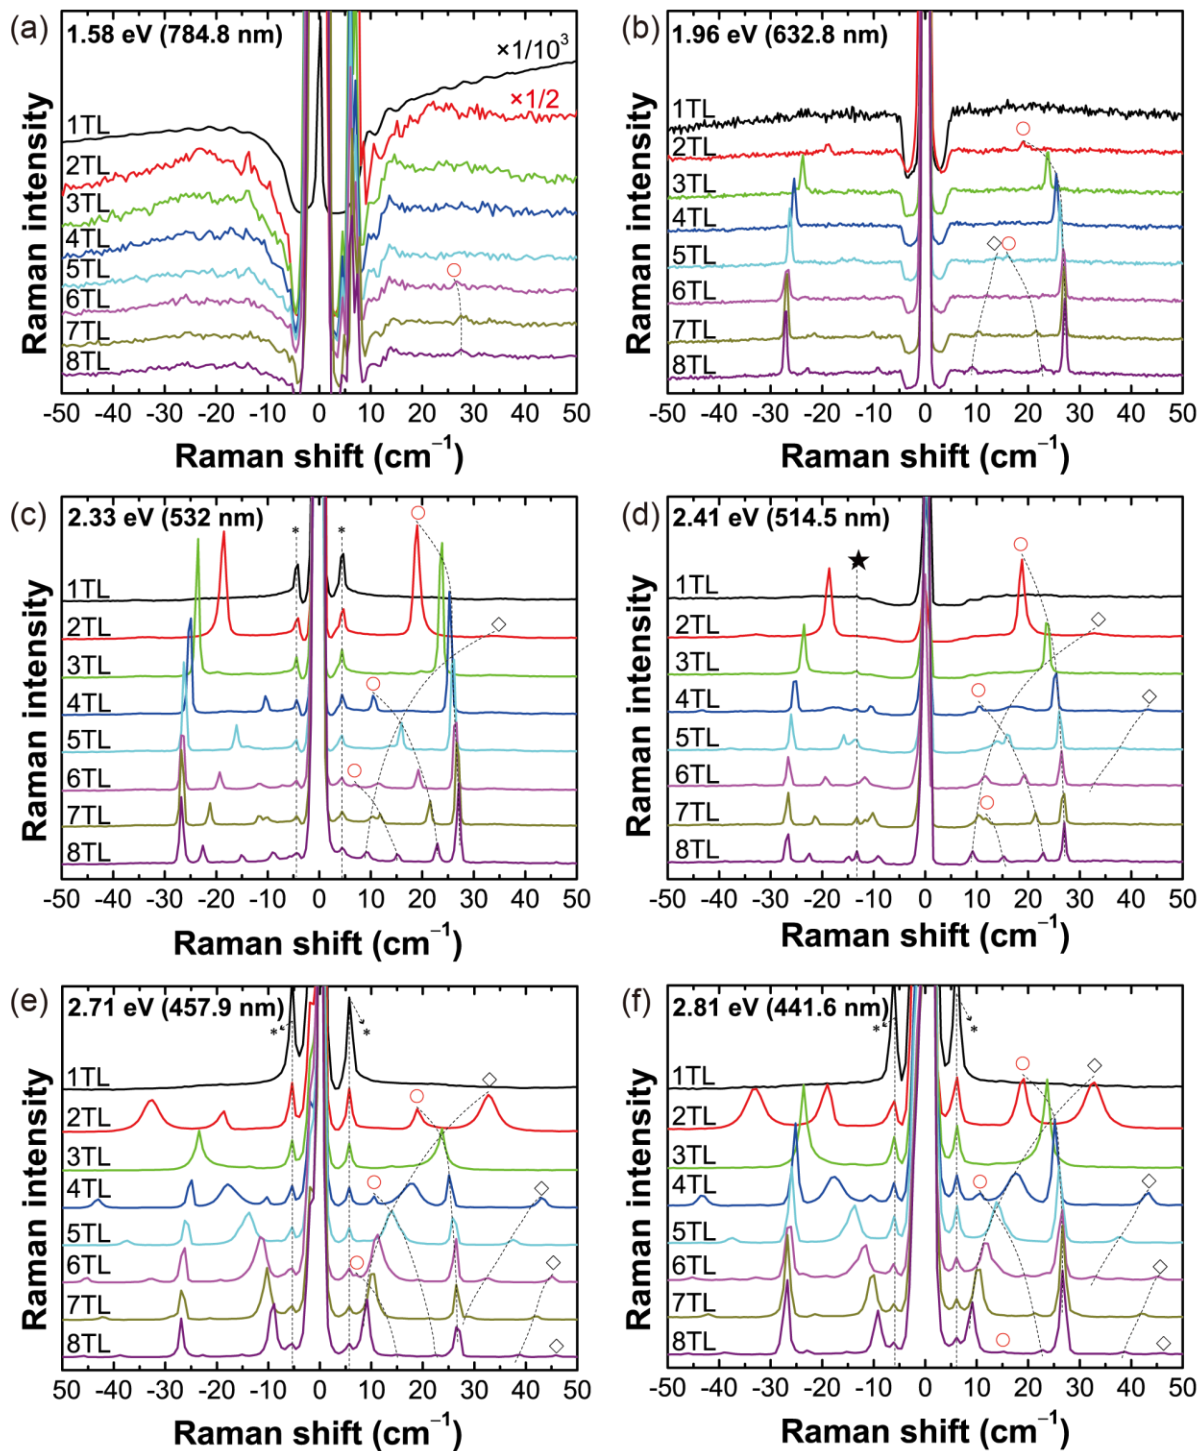 (a)
1.58 eV (784.8 nm)
×1/10³
×1/2
1TL
2TL
3TL
4TL
5TL
6TL
7TL
8TL
-50 -40 -30 -20 -10 0 10 20 30 40 50
Raman shift (cm⁻¹)
Raman intensity
(b)
1.96 eV (632.8 nm)
1TL
2TL
3TL
4TL
5TL
6TL
7TL
8TL
-50 -40 -30 -20 -10 0 10 20 30 40 50
Raman shift (cm⁻¹)
Raman intensity
(c)
2.33 eV (532 nm)
* *
1TL
2TL
3TL
4TL
5TL
6TL
7TL
8TL
-50 -40 -30 -20 -10 0 10 20 30 40 50
Raman shift (cm⁻¹)
Raman intensity
(d)
2.41 eV (514.5 nm)
★
1TL
2TL
3TL
4TL
5TL
6TL
7TL
8TL
-50 -40 -30 -20 -10 0 10 20 30 40 50
Raman shift (cm⁻¹)
Raman intensity
(e)
2.71 eV (457.9 nm)
* *
1TL
2TL
3TL
4TL
5TL
6TL
7TL
8TL
50 -40 -30 -20 -10 0 10 20 30 40 50
Raman shift (cm⁻¹)
Raman intensity
(f)
2.81 eV (441.6 nm)
* *
1TL
2TL
3TL
4TL
5TL
6TL
7TL
8TL
-50 -40 -30 -20 -10 0 10 20 30 40 50
Raman shift (cm⁻¹)
Raman intensity